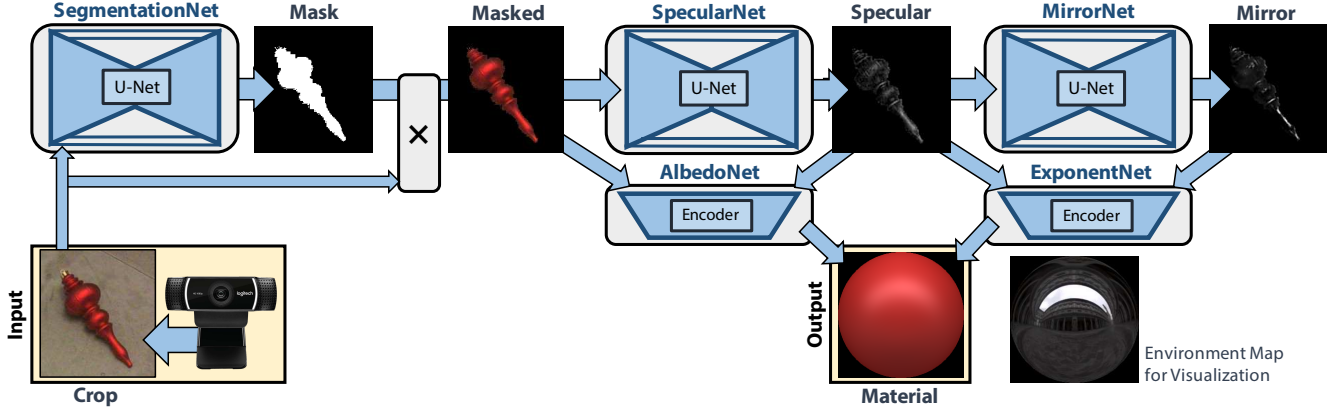 SegmentationNet
Mask
Masked
SpecularNet
Specular
MirrorNet
Mirror
U-Net
×
U-Net
U-Net
AlbedoNet
ExponentNet
Encoder
Encoder
Input
logitech
Output
Crop
Material
Environment Map
for Visualization